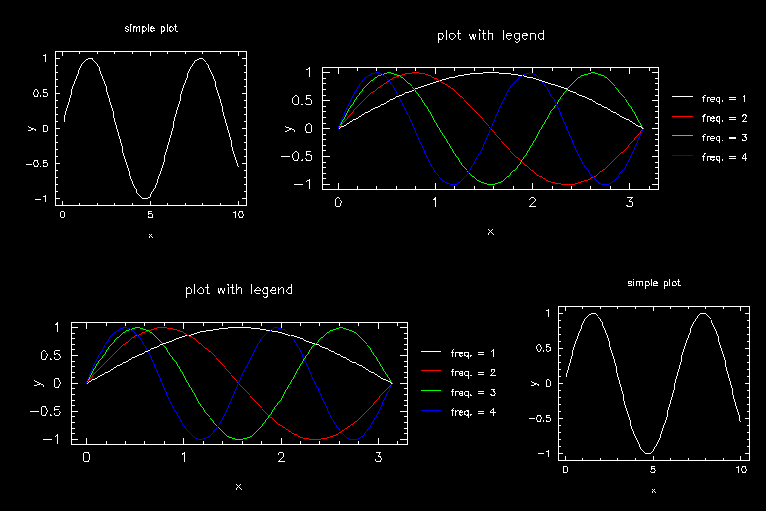 simple plot
1
0.5
0
−0.5
−1
y
0 5 10
x
plot with legend
1
0.5
0
−0.5
−1
y
0 1 2 3
x
freq. = 1
freq. = 2
freq. = 3
freq. = 4
plot with legend
1
0.5
0
−0.5
−1
y
0 1 2 3
x
freq. = 1
freq. = 2
freq. = 3
freq. = 4
simple plot
1
0.5
0
−0.5
−1
y
0 5 10
x